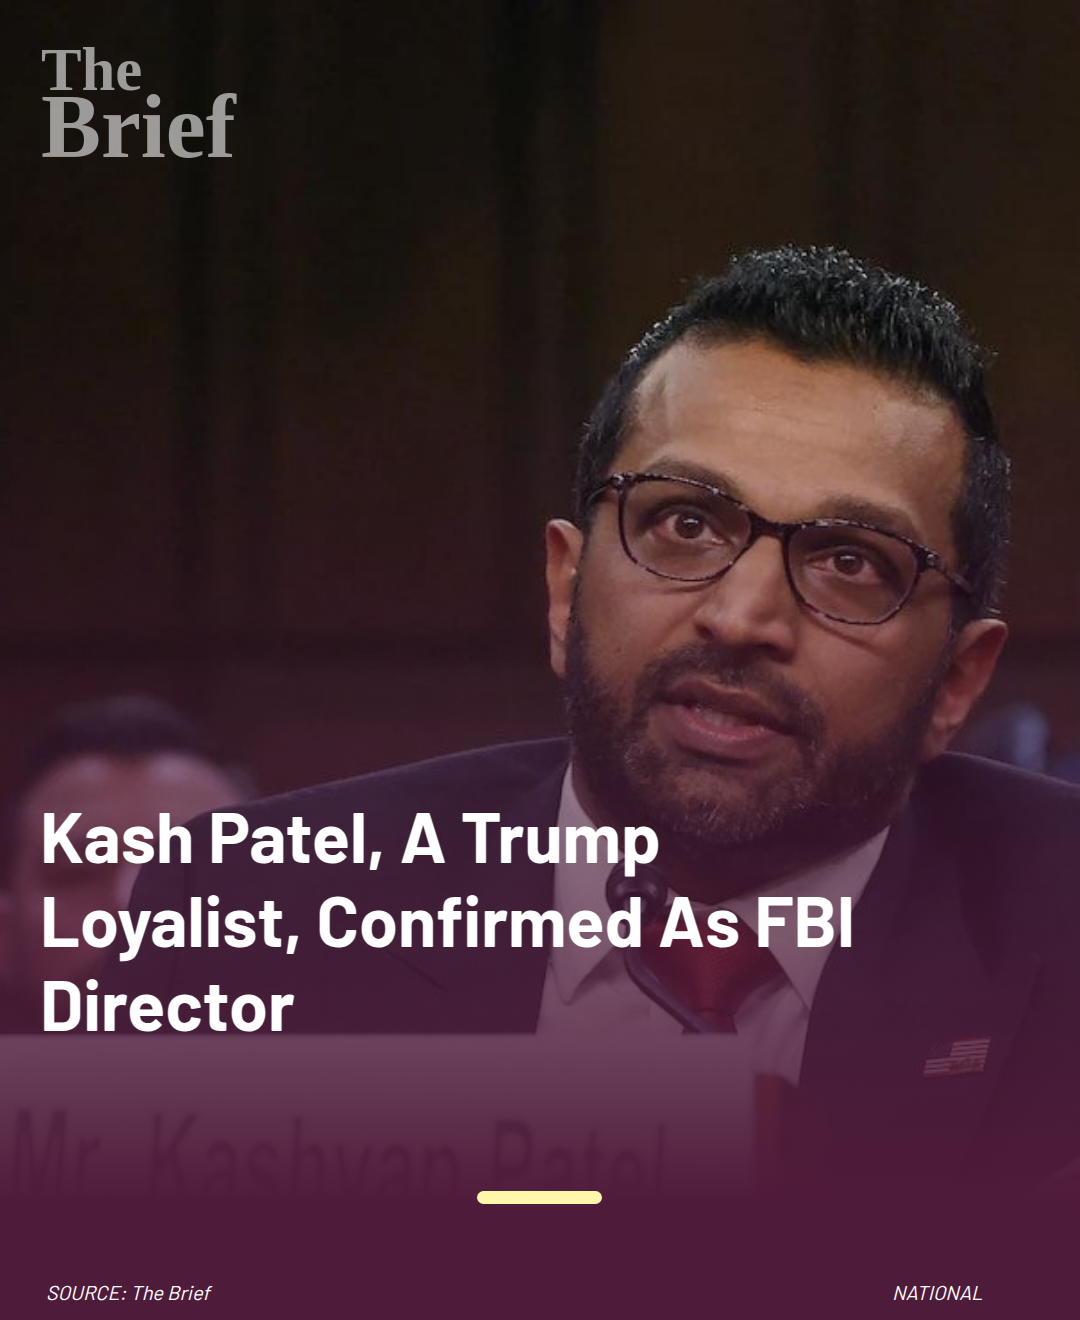 The
Brief
Kash Patel, A Trump
Loyalist, Confirmed As FBI
Director
Mr. Kashyap Patel
SOURCE: The Brief
NATIONAL